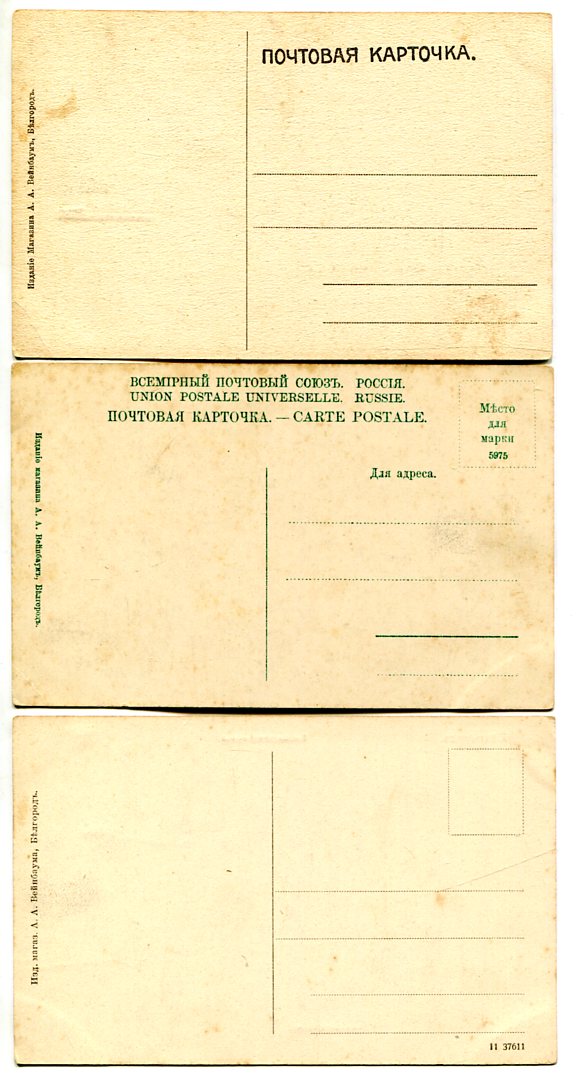 ПОЧТОВАЯ КАРТОЧКА.
Изданіе Магазина А. А. Вейнбаумъ, Бѣлгородъ.
ВСЕМІРНЫЙ ПОЧТОВЫЙ СОЮЗЪ. РОССІЯ.
UNION POSTALE UNIVERSELLE. RUSSIE.
ПОЧТОВАЯ КАРТОЧКА. — CARTE POSTALE.
Мѣсто
для
марки
5975
Для адреса.
Изданіе магазина А. А. Вейнбаумъ, Бѣлгородъ.
Изд. магаз. А. А. Вейнбаума, Бѣлгородъ.
11 37611